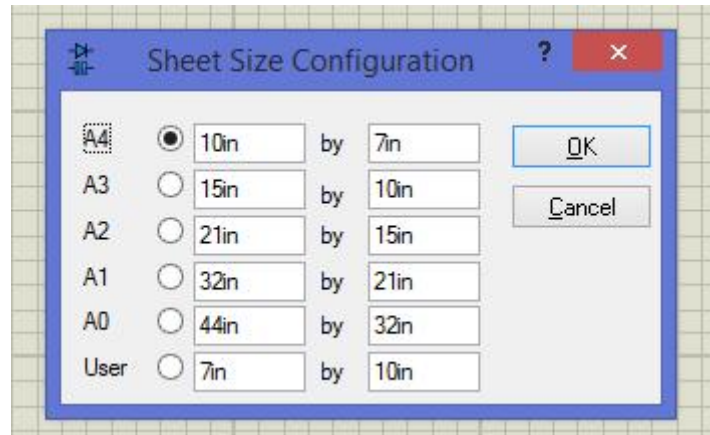 Sheet Size Configuration ? ×
A4 10in by 7in OK
A3 15in by 10in
Cancel
A2 21in by 15in
A1 32in by 21in
A0 44in by 32in
User 7in by 10in